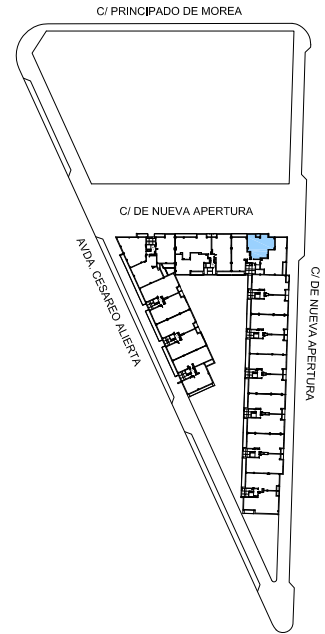 C/ PRINCIPADO DE MOREA
C/ DE NUEVA APERTURA
AVDA. CESAREO ALIERTA
C/ DE NUEVA APERTURA